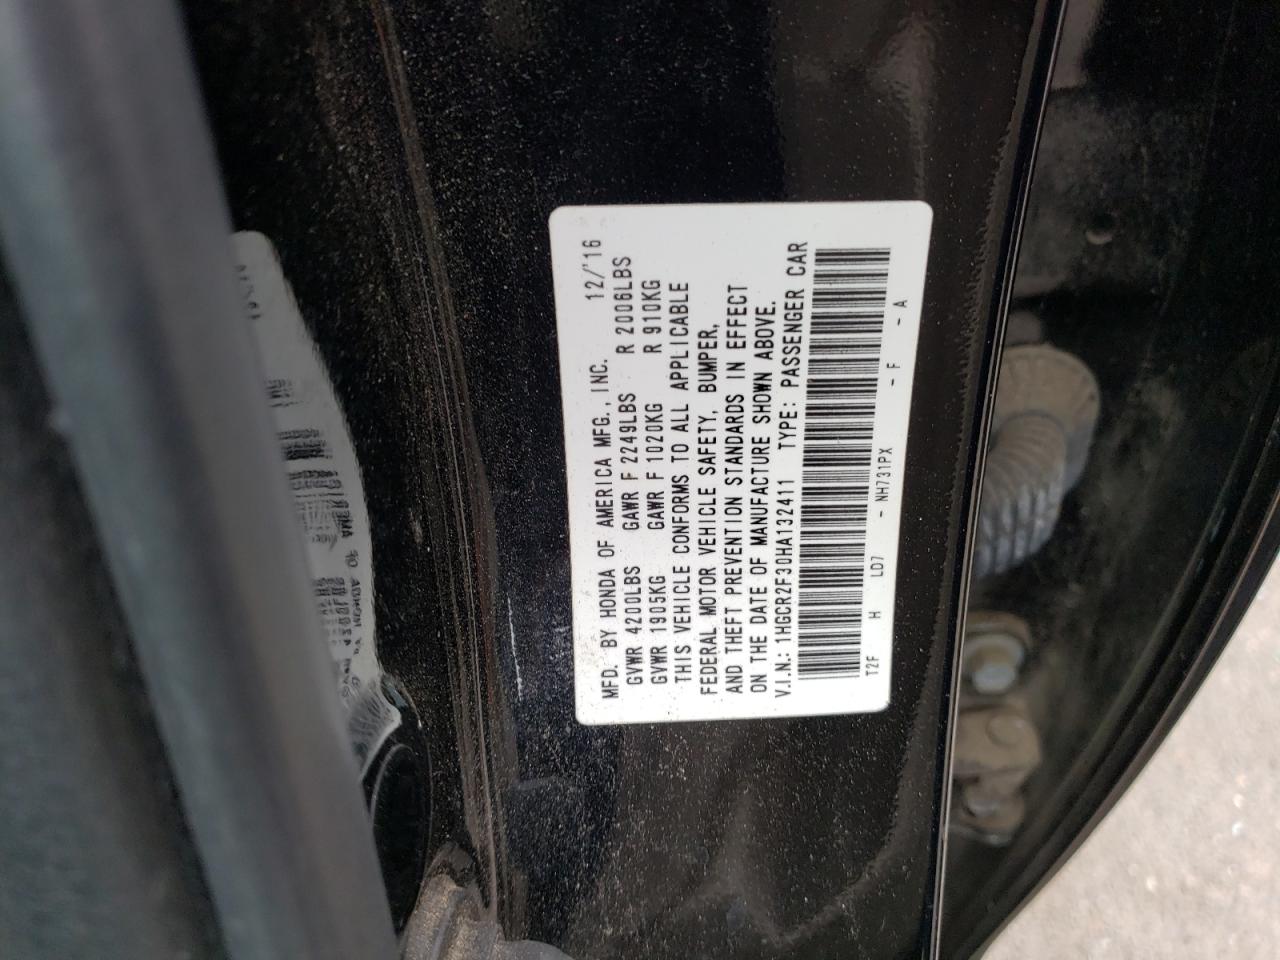 MFD. BY HONDA OF AMERICA MFG., INC. 12/'16
GVWR 4200LBS GAWR F 2249LBS R 2006LBS
GVWR 1905KG GAWR F 1020KG R 910KG
THIS VEHICLE CONFORMS TO ALL APPLICABLE
FEDERAL MOTOR VEHICLE SAFETY, BUMPER,
AND THEFT PREVENTION STANDARDS IN EFFECT
ON THE DATE OF MANUFACTURE SHOWN ABOVE.
V.I.N.: 1HGCR2F30HA132411 TYPE: PASSENGER CAR
T2F H LD7 - NH731PX - F - A